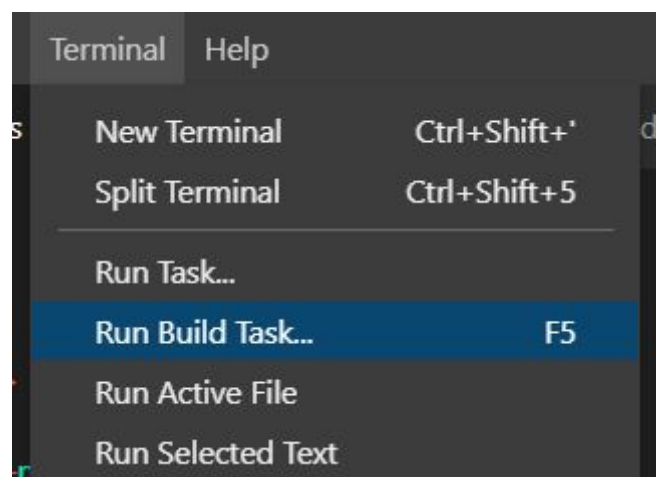 Terminal Help
New Terminal Ctrl+Shift+'
Split Terminal Ctrl+Shift+5
Run Task...
Run Build Task... F5
Run Active File
Run Selected Text